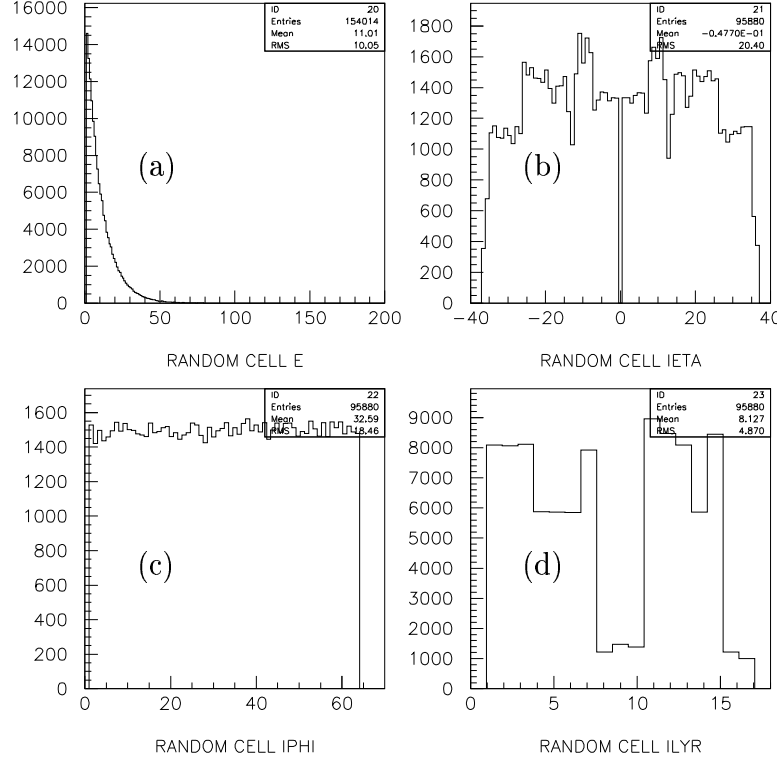 ID 20
Entries 154014
Mean 11.01
RMS 10.05
16000
14000
12000
10000
8000
6000
4000
2000
0
(a)
0 50 100 150 200
RANDOM CELL E
ID 21
Entries 95880
Mean -0.4770E-01
RMS 20.40
1800
1600
1400
1200
1000
800
600
400
200
0
(b)
-40 -20 0 20 40
RANDOM CELL IETA
ID 22
Entries 95880
Mean 32.59
RMS 18.46
1600
1400
1200
1000
800
600
400
200
0
(c)
0 20 40 60
RANDOM CELL IPHI
ID 23
Entries 95880
Mean 8.127
RMS 4.870
9000
8000
7000
6000
5000
4000
3000
2000
1000
0
(d)
0 5 10 15
RANDOM CELL ILYR